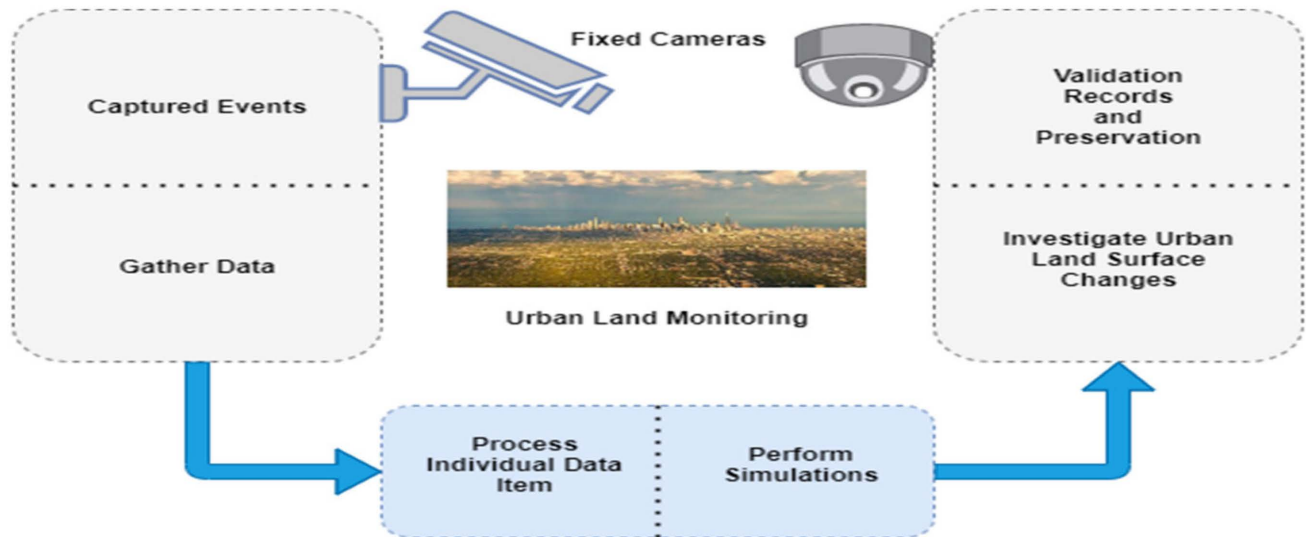 Fixed Cameras
Captured Events
Gather Data
Urban Land Monitoring
Process
Individual Data
Item
Perform
Simulations
Validation
Records
and
Preservation
Investigate Urban
Land Surface
Changes